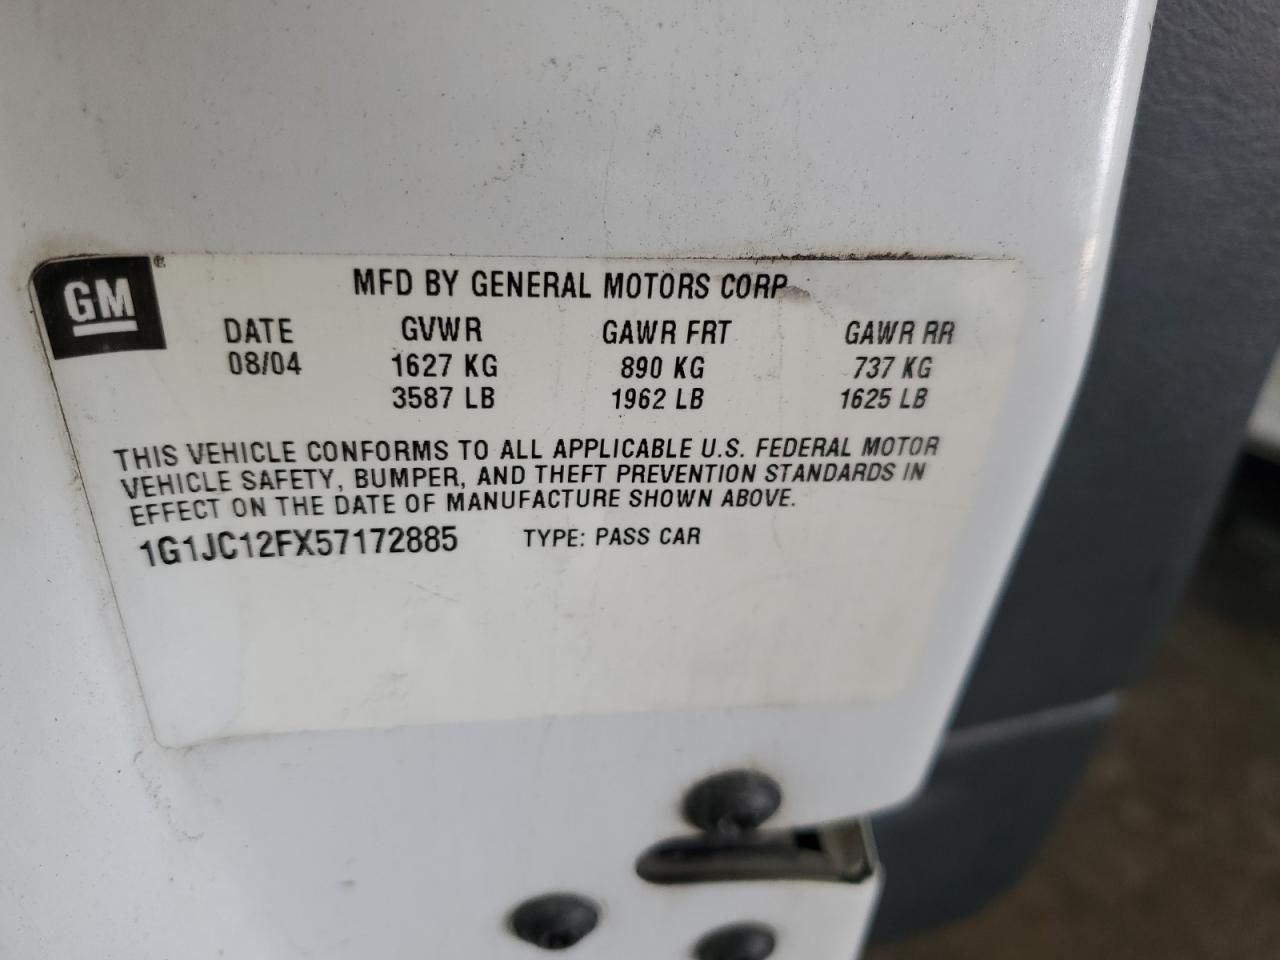 GM ®
MFD BY GENERAL MOTORS CORP
DATE GVWR GAWR FRT GAWR RR
08/04 1627 KG 890 KG 737 KG
3587 LB 1962 LB 1625 LB
THIS VEHICLE CONFORMS TO ALL APPLICABLE U.S. FEDERAL MOTOR
VEHICLE SAFETY, BUMPER, AND THEFT PREVENTION STANDARDS IN
EFFECT ON THE DATE OF MANUFACTURE SHOWN ABOVE.
1G1JC12FX57172885 TYPE: PASS CAR